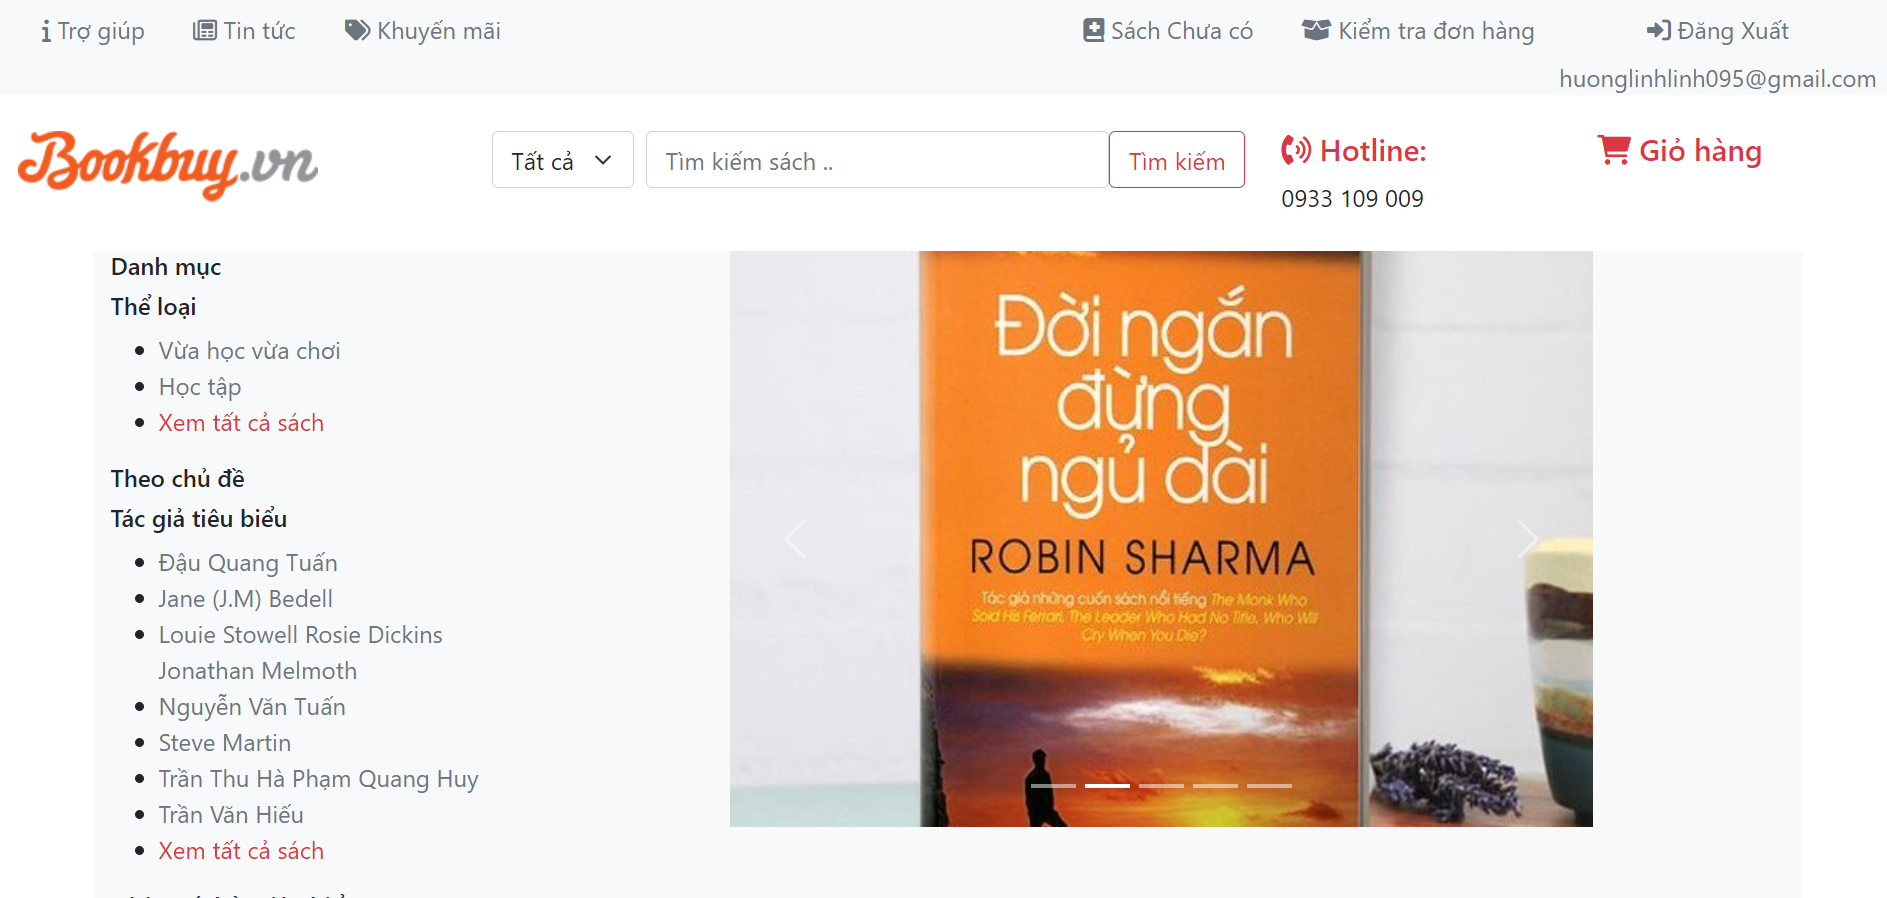 Trợ giúp Tin tức Khuyến mãi Sách Chưa có Kiểm tra đơn hàng Đăng Xuất
huonglinhlinh095@gmail.com
Bookbuy.vn Tất cả Tìm kiếm sách .. Tìm kiếm Hotline: Giỏ hàng
0933 109 009
Danh mục
Thể loại
Vừa học vừa chơi
Học tập
Xem tất cả sách
Theo chủ đề
Tác giả tiêu biểu
Đậu Quang Tuấn
Jane (J.M) Bedell
Louie Stowell Rosie Dickins
Jonathan Melmoth
Nguyễn Văn Tuấn
Steve Martin
Trần Thu Hà Phạm Quang Huy
Trần Văn Hiếu
Xem tất cả sách
Đời ngắn
đừng
ngủ dài
ROBIN SHARMA
Tác giả những cuốn sách nổi tiếng The Monk Who
Sold His Ferrari, The Leader Who Had No Title, Who Will
Cry When You Die?